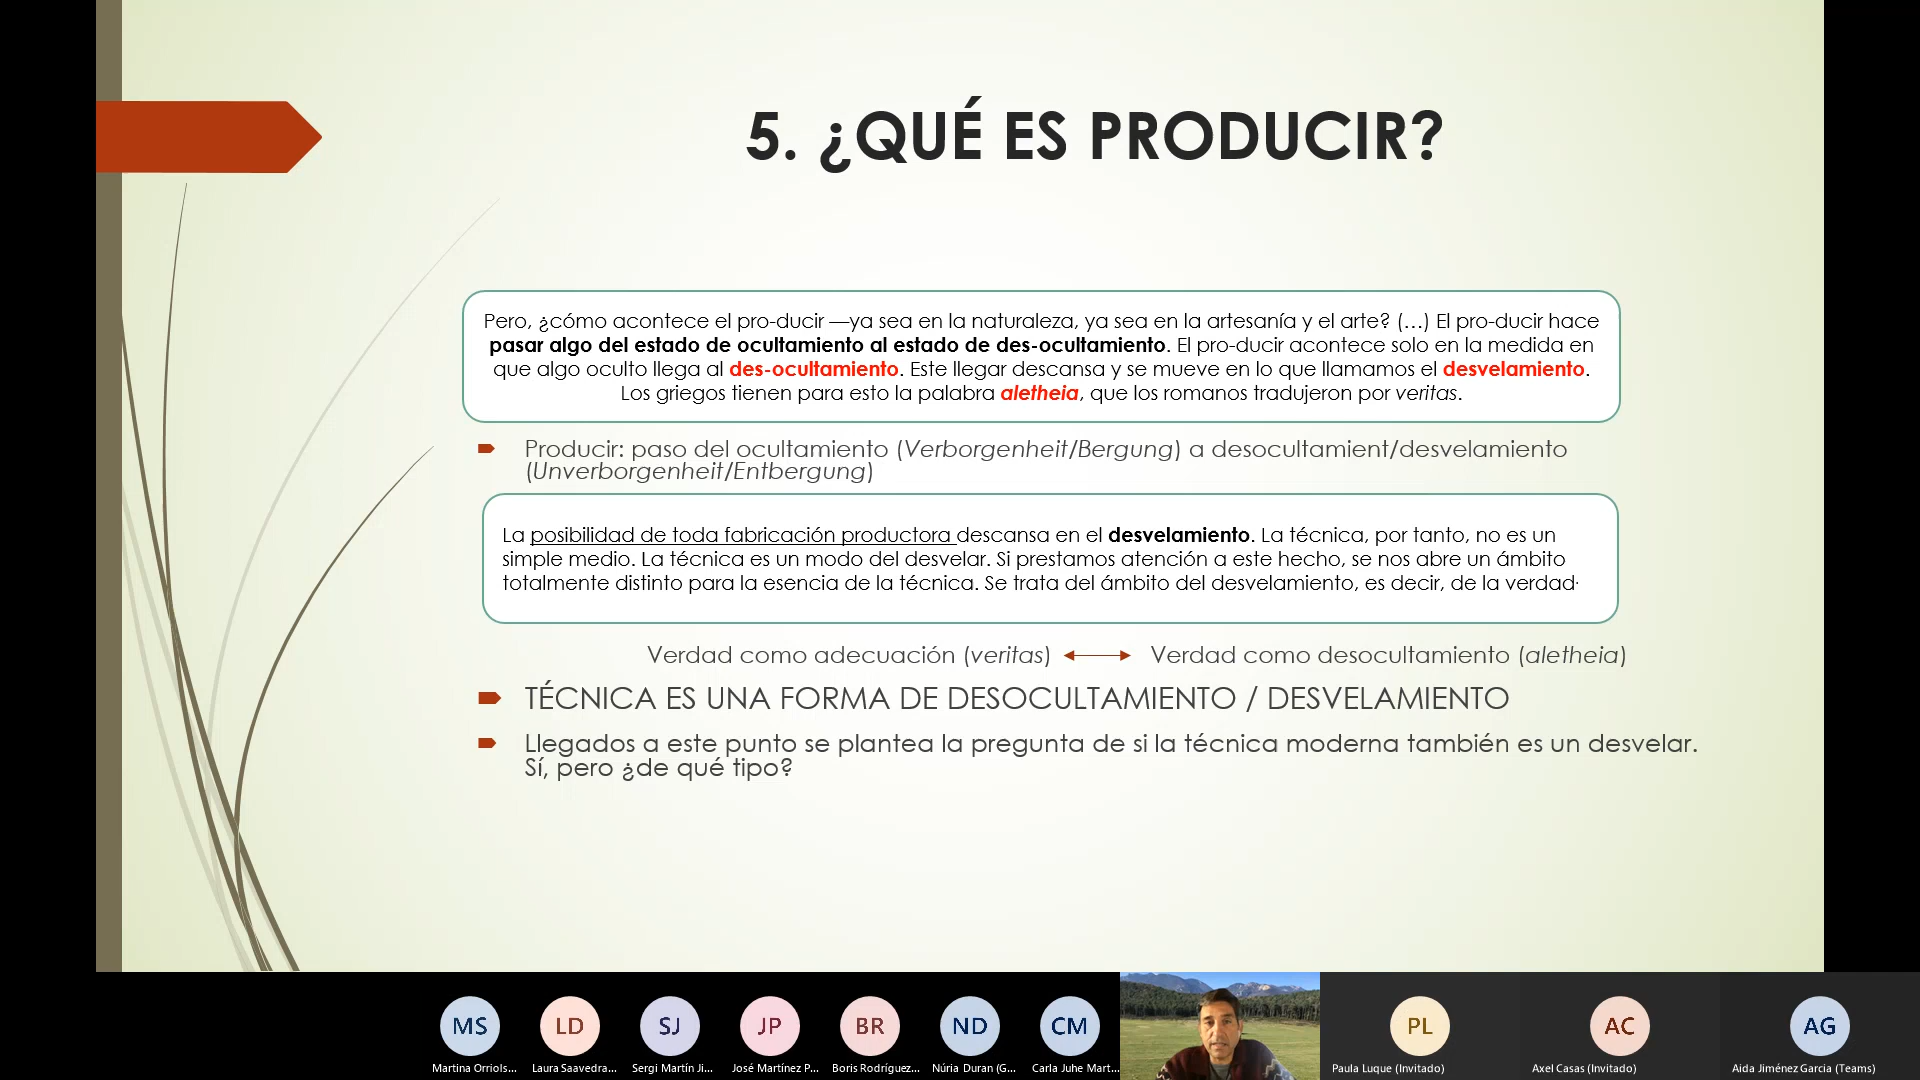 5. ¿QUÉ ES PRODUCIR?
Pero, ¿cómo acontece el pro-ducir —ya sea en la naturaleza, ya sea en la artesanía y el arte? (…) El pro-ducir hace
pasar algo del estado de ocultamiento al estado de des-ocultamiento. El pro-ducir acontece solo en la medida en
que algo oculto llega al des-ocultamiento. Este llegar descansa y se mueve en lo que llamamos el desvelamiento.
Los griegos tienen para esto la palabra aletheia, que los romanos tradujeron por veritas.
Producir: paso del ocultamiento (Verborgenheit/Bergung) a desocultamient/desvelamiento
(Unverborgenheit/Entbergung)
La posibilidad de toda fabricación productora descansa en el desvelamiento. La técnica, por tanto, no es un
simple medio. La técnica es un modo del desvelar. Si prestamos atención a este hecho, se nos abre un ámbito
totalmente distinto para la esencia de la técnica. Se trata del ámbito del desvelamiento, es decir, de la verdad.
Verdad como adecuación (veritas) Verdad como desocultamiento (aletheia)
TÉCNICA ES UNA FORMA DE DESOCULTAMIENTO / DESVELAMIENTO
Llegados a este punto se plantea la pregunta de si la técnica moderna también es un desvelar.
Sí, pero ¿de qué tipo?
MS LD SJ JP BR ND CM PL AC AG
Martina Orriols... Laura Saavedra... Sergi Martín Ji... José Martínez P... Boris Rodríguez... Núria Duran (G... Carla Juhe Mart... Paula Luque (Invitado) Axel Casas (Invitado) Aida Jiménez Garcia (Teams)